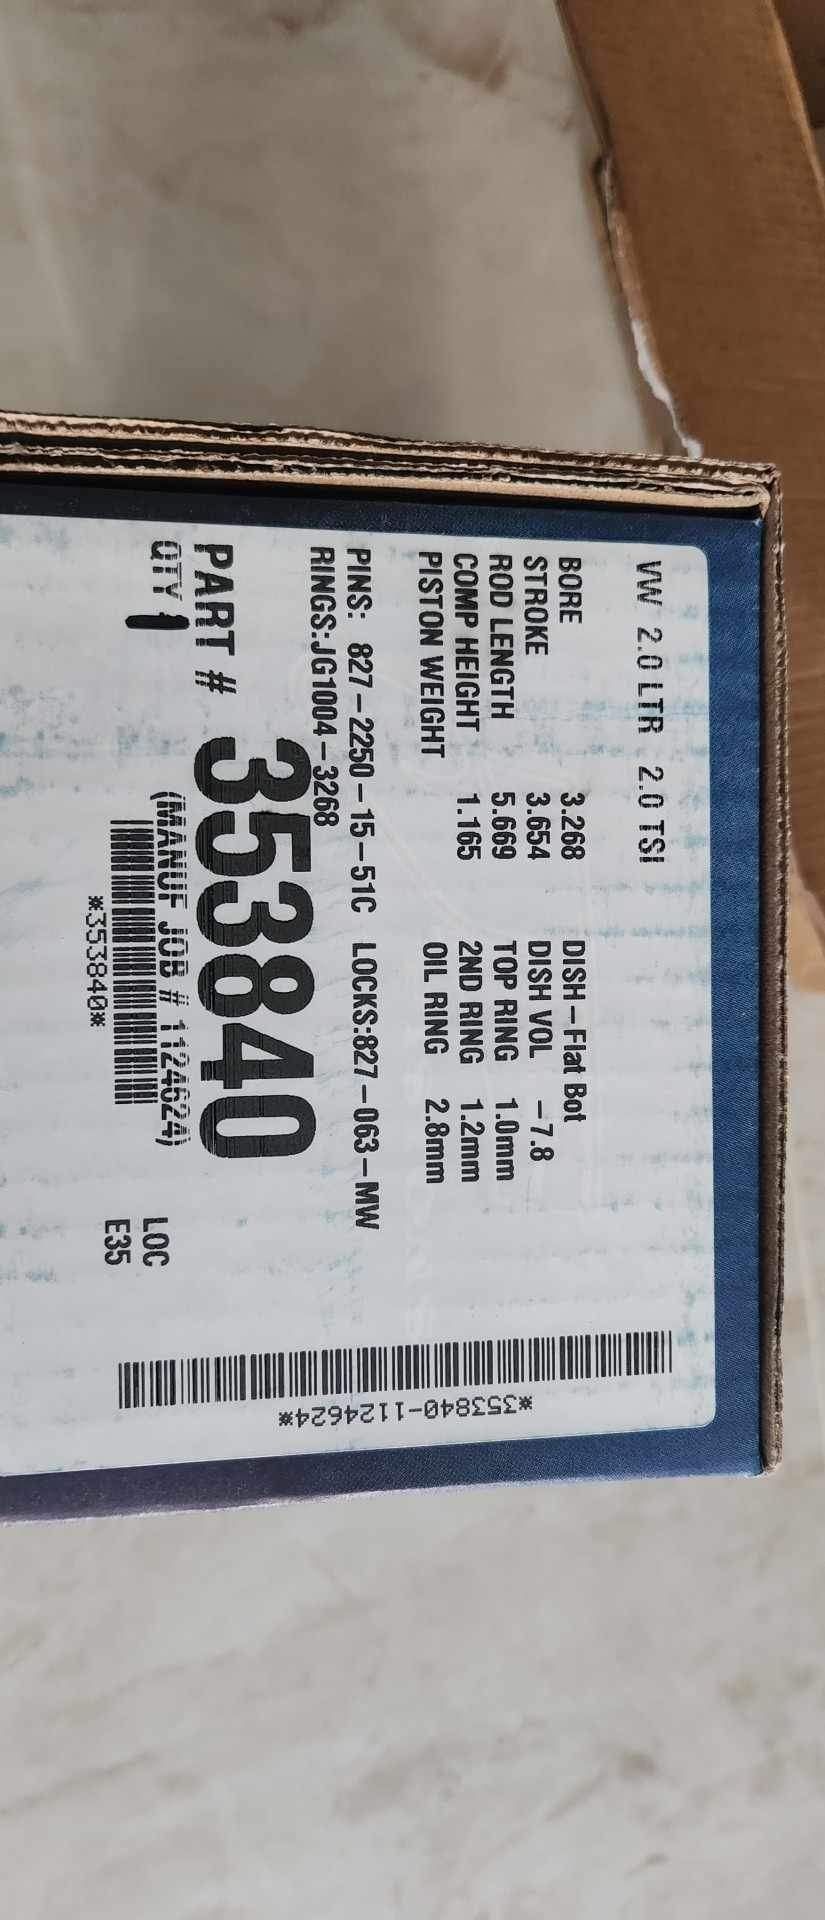 VW 2.0 LTR 2.0 TSI
BORE 3.268 DISH-Flat Bot
STROKE 3.654 DISH VOL -7.8
ROD LENGTH 5.669 TOP RING 1.0mm
COMP HEIGHT 1.165 2ND RING 1.2mm
PISTON WEIGHT OIL RING 2.8mm
PINS: 827-2250-15-51C LOCKS:827-063-MW
RINGS:JG1004-3268
PART # 353840
QTY 1 (MANUF JOB # 1124624)
*353840*
LOC
E35
*353840-1124624*